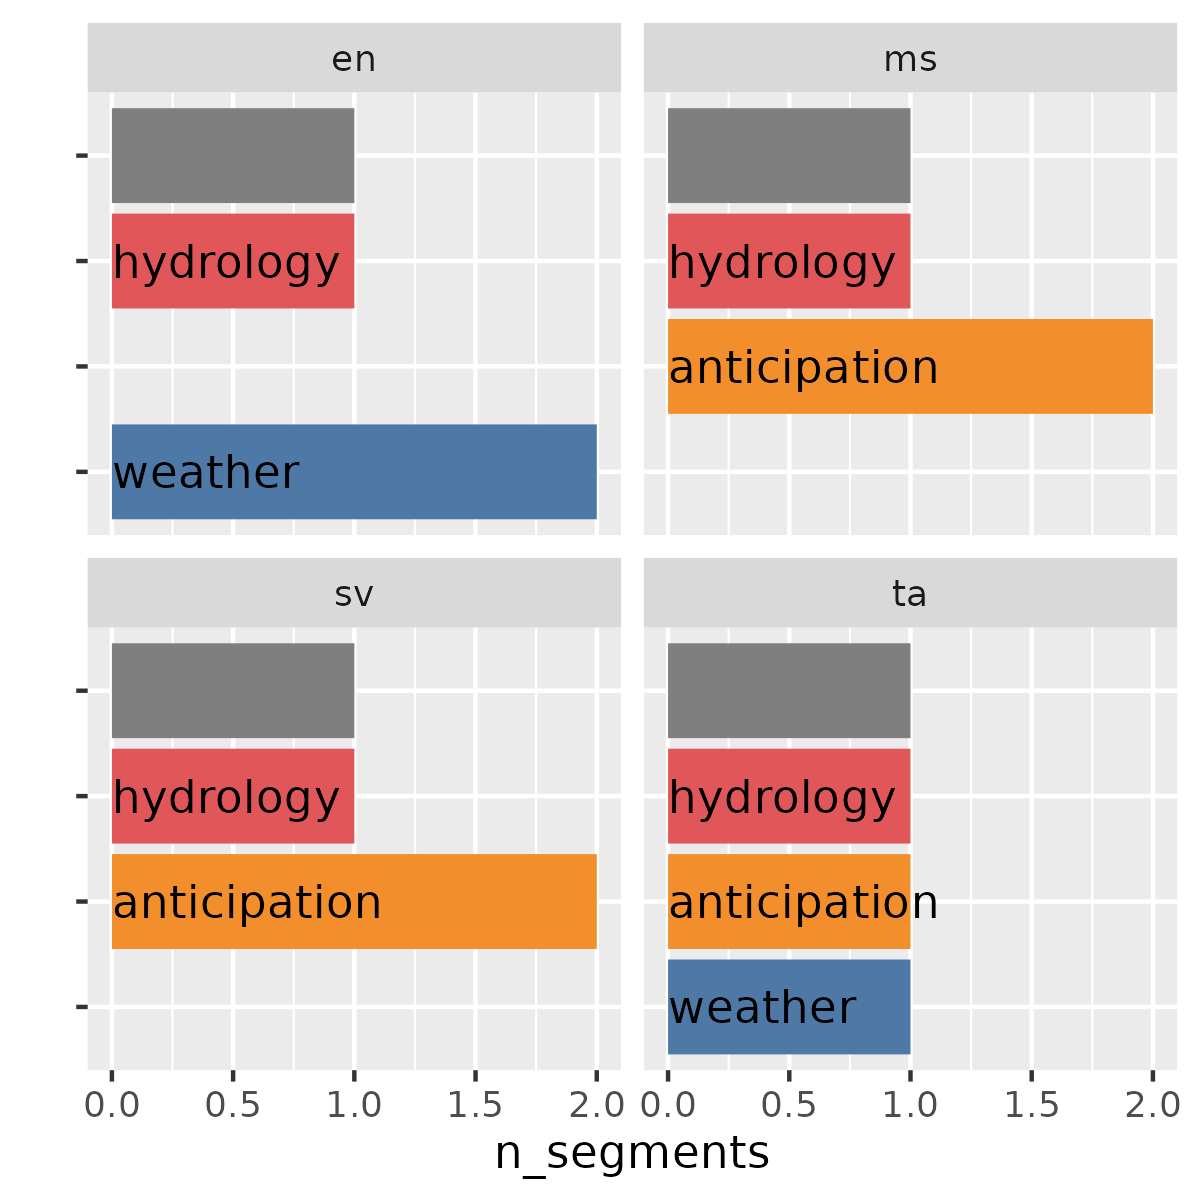 en
hydrology
weather
ms
hydrology
anticipation
sv
hydrology
anticipation
ta
hydrology
anticipation
weather
0.0 0.5 1.0 1.5 2.0 0.0 0.5 1.0 1.5 2.0
n_segments